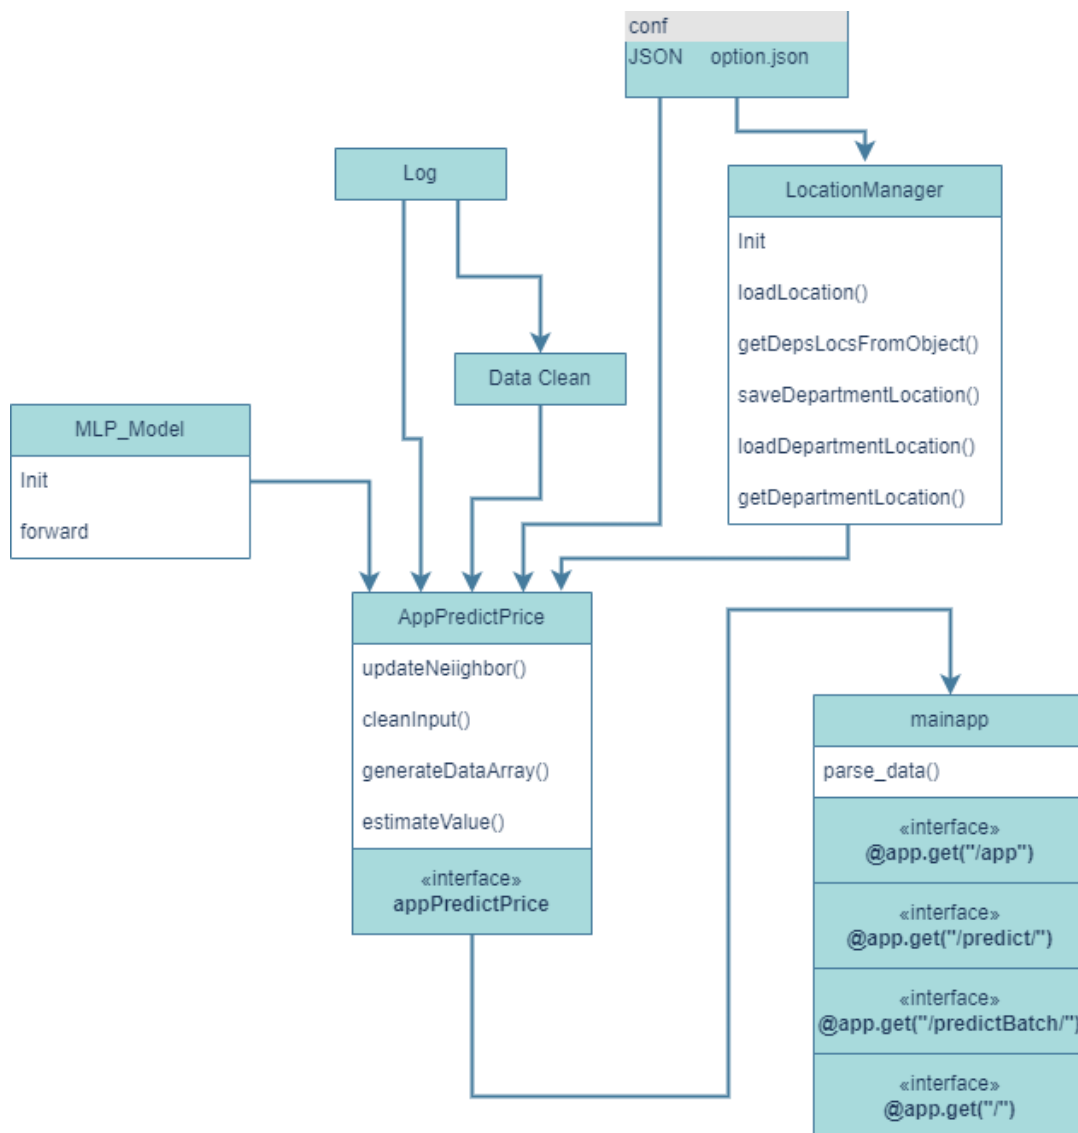 conf
JSON option.json
Log
LocationManager
Init
loadLocation()
getDepsLocsFromObject()
saveDepartmentLocation()
loadDepartmentLocation()
getDepartmentLocation()
Data Clean
MLP_Model
Init
forward
AppPredictPrice
updateNeiighbor()
cleanInput()
generateDataArray()
estimateValue()
«interface»
appPredictPrice
mainapp
parse_data()
«interface»
@app.get("/app")
«interface»
@app.get("/predict/")
«interface»
@app.get("/predictBatch/")
«interface»
@app.get("/")